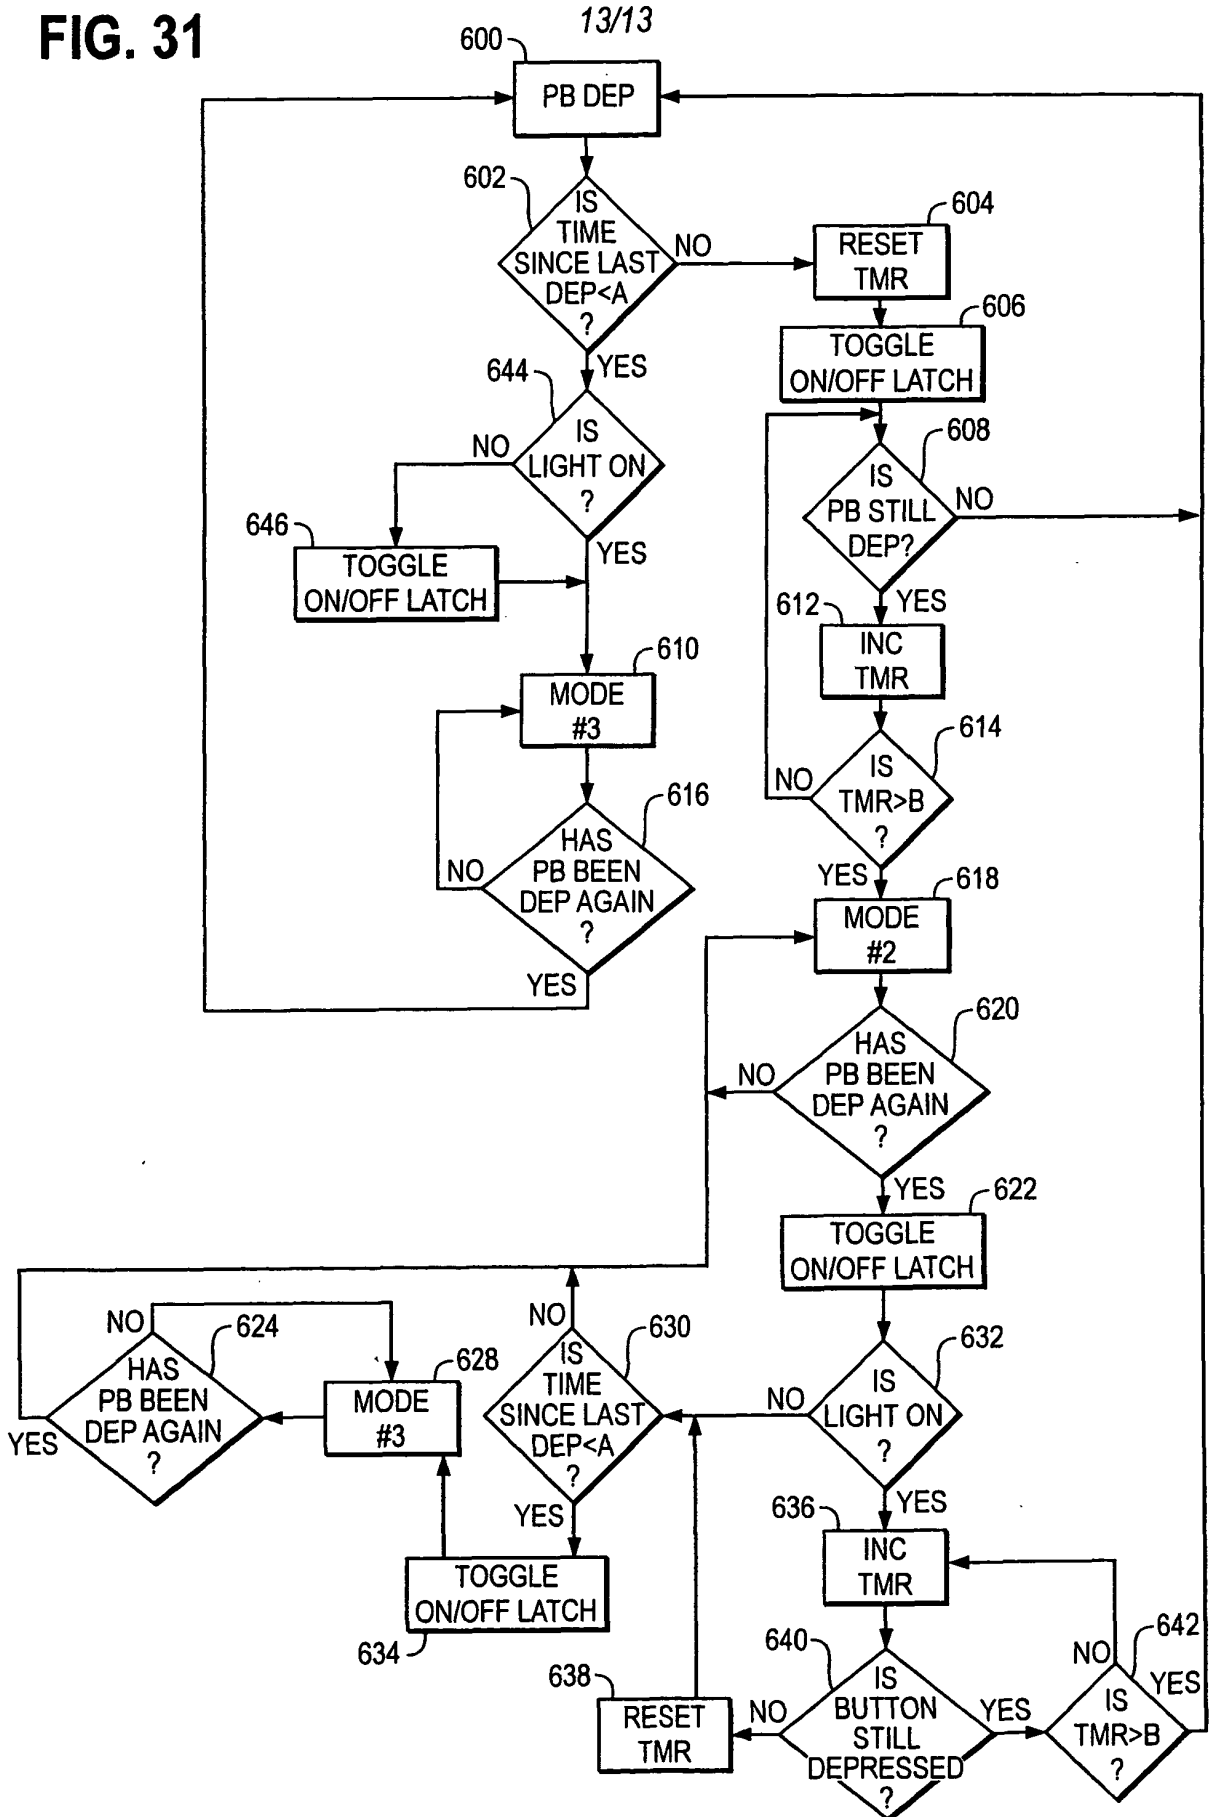 FIG. 31
13/13
600
PB DEP
602
IS
TIME
SINCE LAST
DEP<A
?
NO
YES
604
RESET
TMR
606
TOGGLE
ON/OFF LATCH
644
IS
LIGHT ON
?
NO
YES
608
IS
PB STILL
DEP?
NO
YES
646
TOGGLE
ON/OFF LATCH
612
INC
TMR
610
MODE
#3
614
IS
TMR>B
?
NO
YES
616
HAS
PB BEEN
DEP AGAIN
?
NO
YES
618
MODE
#2
620
HAS
PB BEEN
DEP AGAIN
?
NO
YES
622
TOGGLE
ON/OFF LATCH
624
HAS
PB BEEN
DEP AGAIN
?
NO
YES
628
MODE
#3
630
IS
TIME
SINCE LAST
DEP<A
?
NO
YES
632
IS
LIGHT ON
?
NO
YES
634
TOGGLE
ON/OFF LATCH
636
INC
TMR
638
RESET
TMR
640
IS
BUTTON
STILL
DEPRESSED
?
NO
YES
642
IS
TMR>B
?
NO
YES